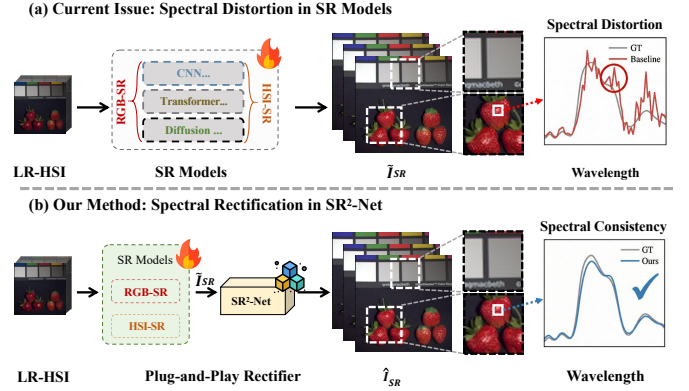 (a) Current Issue: Spectral Distortion in SR Models
LR-HSI
RGB-SR
CNN...
Transformer...
Diffusion ...
HSI-SR
SR Models
Ĩ_SR
Spectral Distortion
GT
Baseline
Wavelength
(b) Our Method: Spectral Rectification in SR²-Net
LR-HSI
SR Models
RGB-SR
HSI-SR
Ĩ_SR
SR²-Net
Plug-and-Play Rectifier
Î_SR
Spectral Consistency
GT
Ours
Wavelength